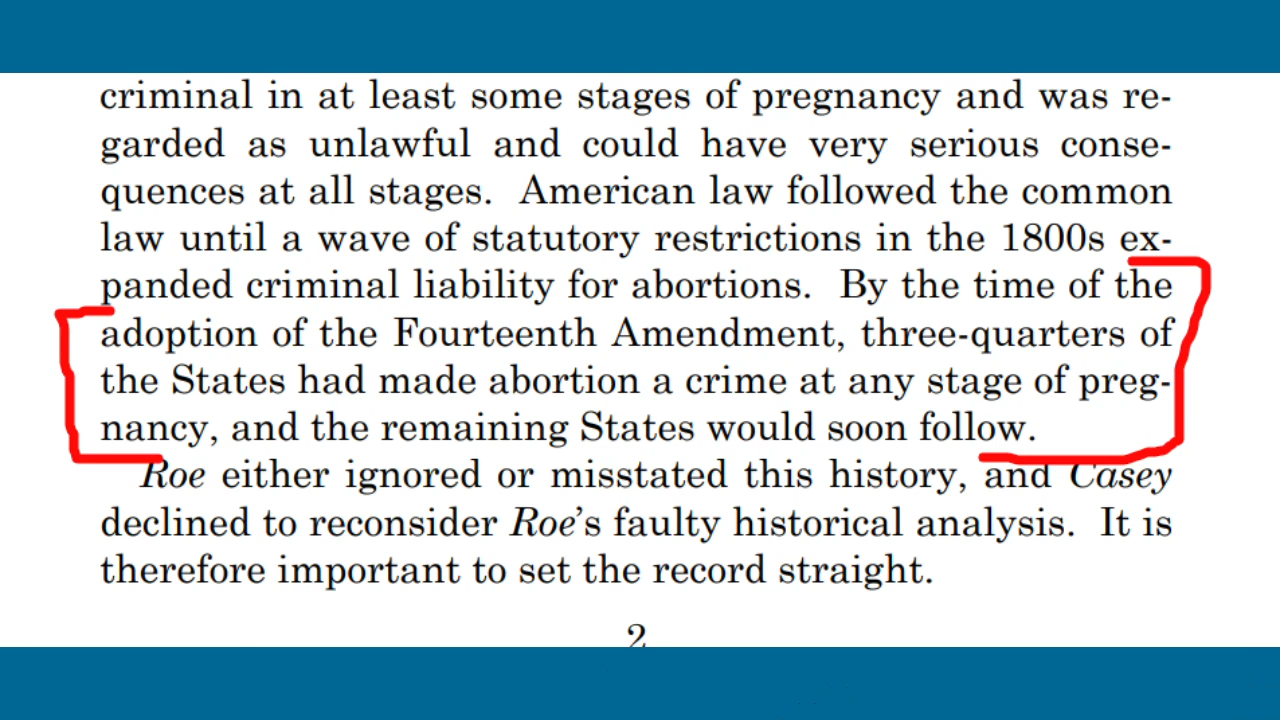 criminal in at least some stages of pregnancy and was re-
garded as unlawful and could have very serious conse-
quences at all stages. American law followed the common
law until a wave of statutory restrictions in the 1800s ex-
panded criminal liability for abortions. By the time of the
adoption of the Fourteenth Amendment, three-quarters of
the States had made abortion a crime at any stage of preg-
nancy, and the remaining States would soon follow.
Roe either ignored or misstated this history, and Casey
declined to reconsider Roe’s faulty historical analysis. It is
therefore important to set the record straight.
2